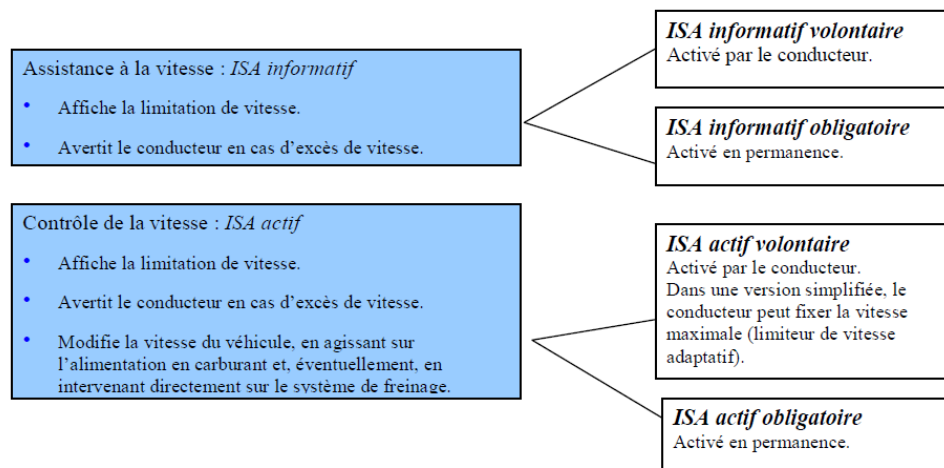 Assistance à la vitesse : ISA informatif
• Affiche la limitation de vitesse.
• Avertit le conducteur en cas d'excès de vitesse.
ISA informatif volontaire
Activé par le conducteur.
ISA informatif obligatoire
Activé en permanence.
Contrôle de la vitesse : ISA actif
• Affiche la limitation de vitesse.
• Avertit le conducteur en cas d'excès de vitesse.
• Modifie la vitesse du véhicule, en agissant sur
l'alimentation en carburant et, éventuellement, en
intervenant directement sur le système de freinage.
ISA actif volontaire
Activé par le conducteur.
Dans une version simplifiée, le
conducteur peut fixer la vitesse
maximale (limiteur de vitesse
adaptatif).
ISA actif obligatoire
Activé en permanence.